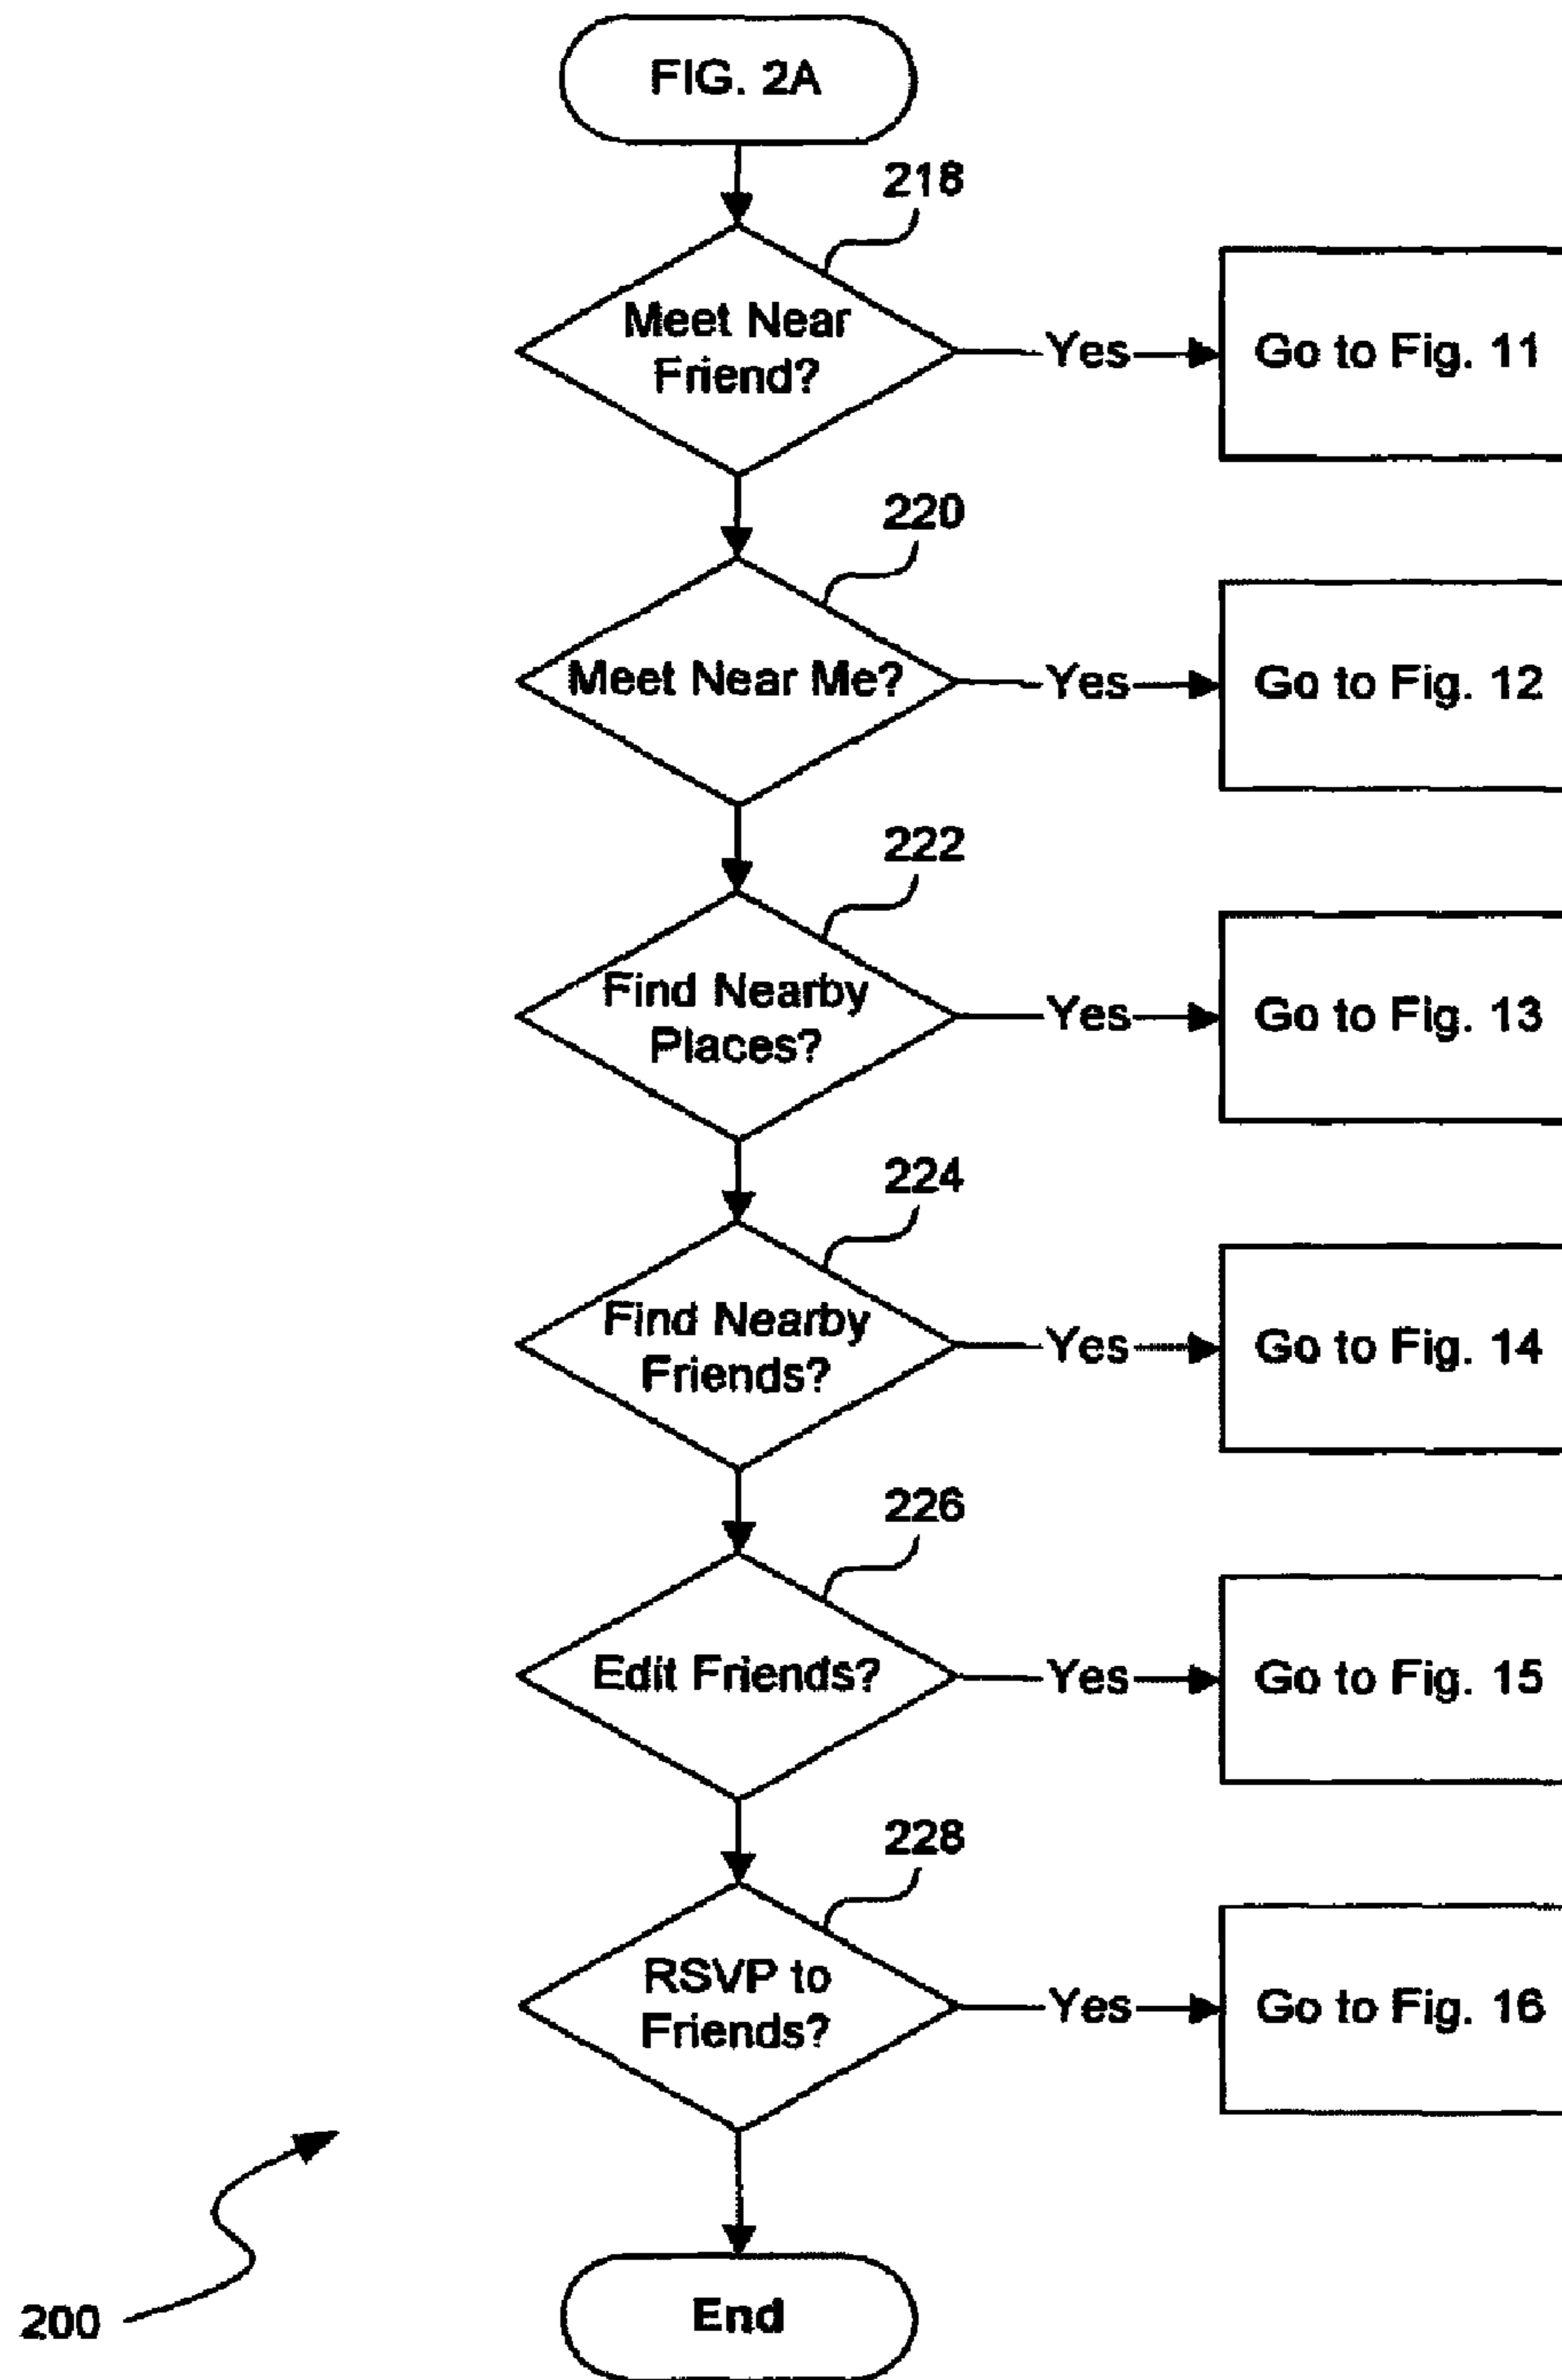 FIG. 2A
218
Meet Near
Friend?
Yes
Go to Fig. 11
220
Meet Near Me?
Yes
Go to Fig. 12
222
Find Nearby
Places?
Yes
Go to Fig. 13
224
Find Nearby
Friends?
Yes
Go to Fig. 14
226
Edit Friends?
Yes
Go to Fig. 15
228
RSVP to
Friends?
Yes
Go to Fig. 16
200
End